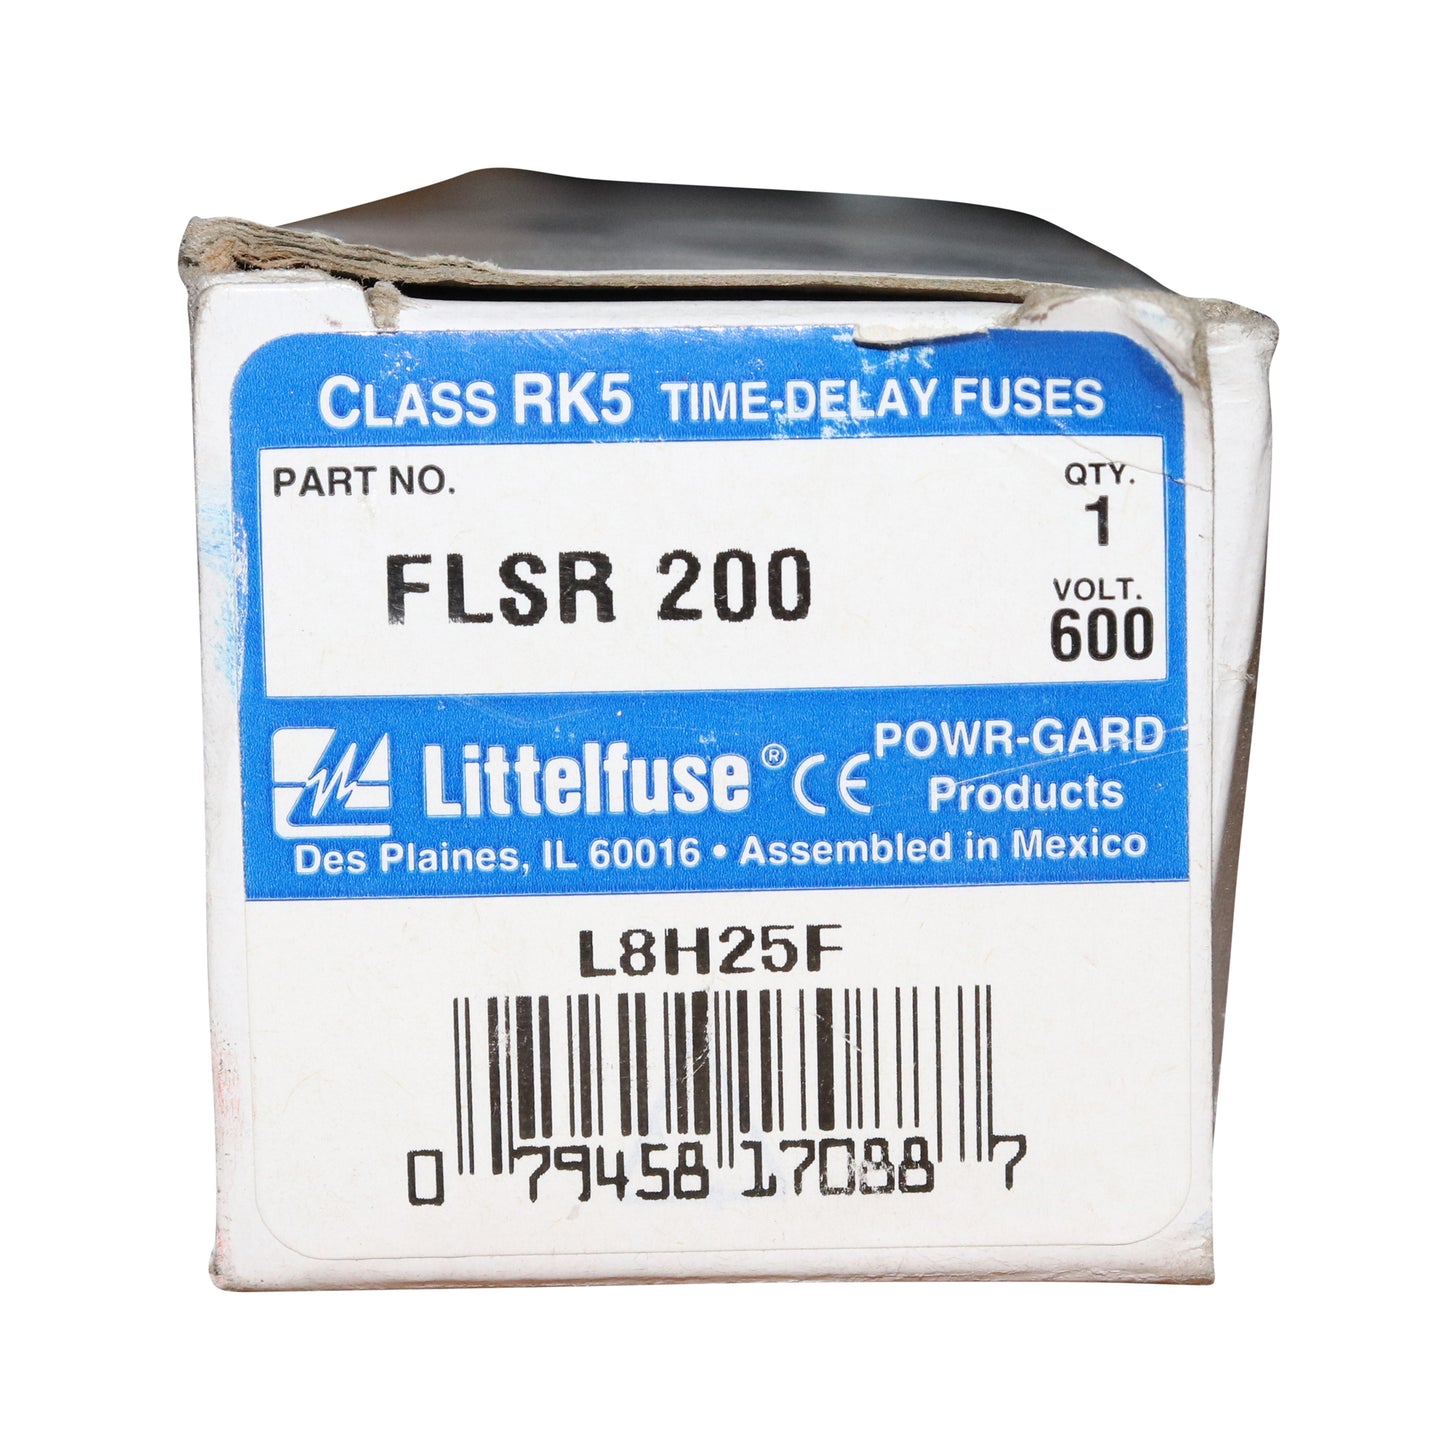 CLASS RK5 TIME-DELAY FUSES
PART NO.
QTY.
1
FLSR 200
VOLT.
600
Littelfuse® CE
POWR-GARD
Products
Des Plaines, IL 60016 • Assembled in Mexico
L8H25F
0 79458 17088 7